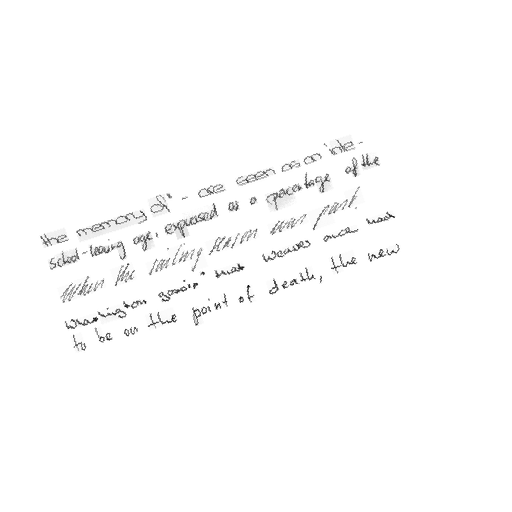 the memory of" - are seen as an 'inte-
school-leaving age, expressed as a percentage of the
When the sailing season was past
Washington gossip" that weaves once had
to be on the point of death, the new